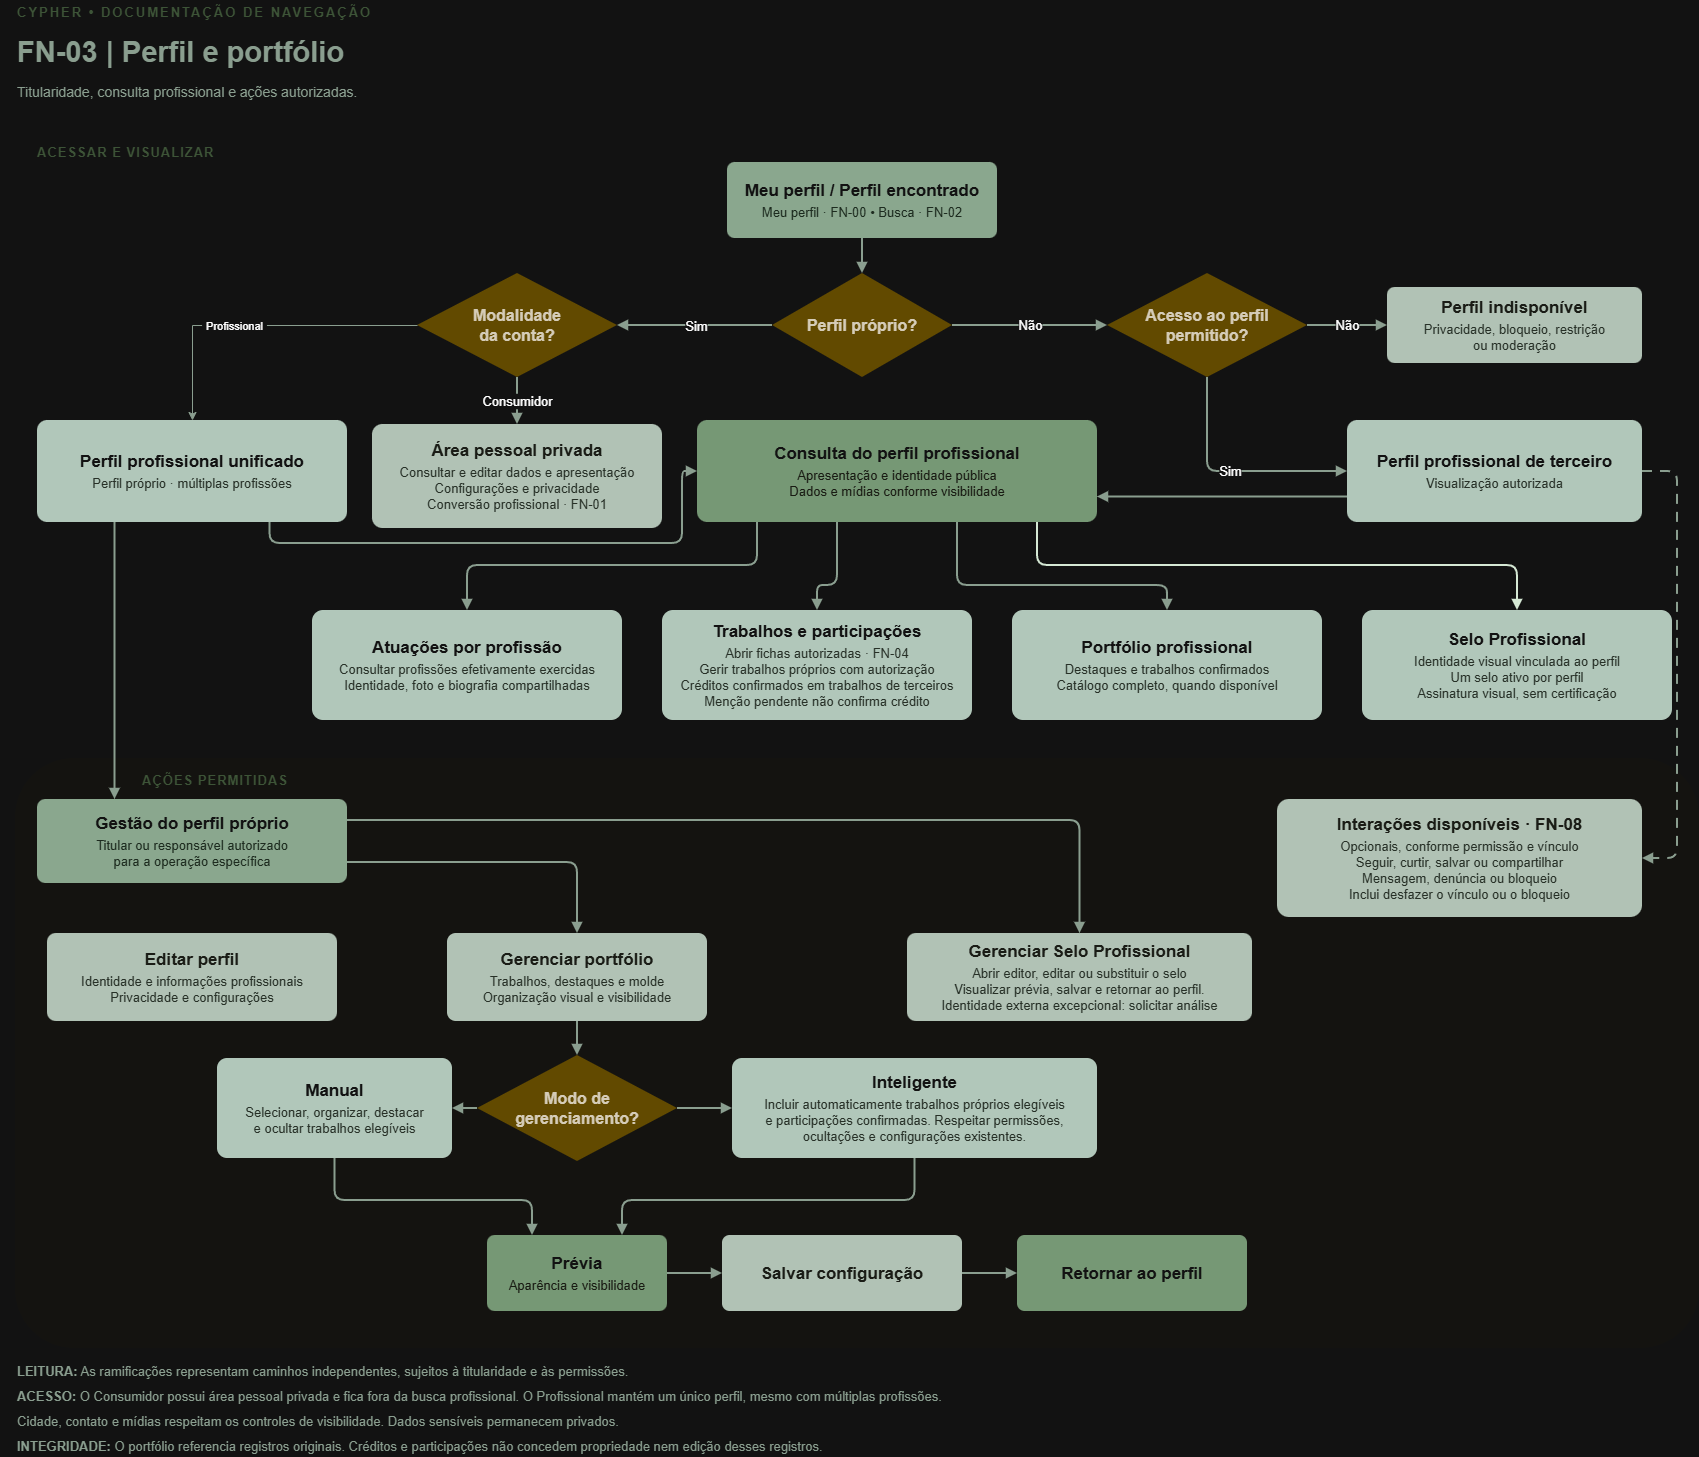 CYPHER • DOCUMENTAÇÃO DE NAVEGAÇÃO
FN-03 | Perfil e portfólio
Titularidade, consulta profissional e ações autorizadas.
ACESSAR E VISUALIZAR
Meu perfil / Perfil encontrado
Meu perfil · FN-00 • Busca · FN-02
Modalidade
da conta?
Perfil próprio?
Acesso ao perfil
permitido?
Perfil indisponível
Privacidade, bloqueio, restrição
ou moderação
Profissional
Sim
Não
Não
Consumidor
Sim
Perfil profissional unificado
Perfil próprio · múltiplas profissões
Área pessoal privada
Consultar e editar dados e apresentação
Configurações e privacidade
Conversão profissional · FN-01
Consulta do perfil profissional
Apresentação e identidade pública
Dados e mídias conforme visibilidade
Perfil profissional de terceiro
Visualização autorizada
Atuações por profissão
Consultar profissões efetivamente exercidas
Identidade, foto e biografia compartilhadas
Trabalhos e participações
Abrir fichas autorizadas · FN-04
Gerir trabalhos próprios com autorização
Créditos confirmados em trabalhos de terceiros
Menção pendente não confirma crédito
Portfólio profissional
Destaques e trabalhos confirmados
Catálogo completo, quando disponível
Selo Profissional
Identidade visual vinculada ao perfil
Um selo ativo por perfil
Assinatura visual, sem certificação
AÇÕES PERMITIDAS
Gestão do perfil próprio
Titular ou responsável autorizado
para a operação específica
Interações disponíveis · FN-08
Opcionais, conforme permissão e vínculo
Seguir, curtir, salvar ou compartilhar
Mensagem, denúncia ou bloqueio
Inclui desfazer o vínculo ou o bloqueio
Editar perfil
Identidade e informações profissionais
Privacidade e configurações
Gerenciar portfólio
Trabalhos, destaques e molde
Organização visual e visibilidade
Gerenciar Selo Profissional
Abrir editor, editar ou substituir o selo
Visualizar prévia, salvar e retornar ao perfil.
Identidade externa excepcional: solicitar análise
Manual
Selecionar, organizar, destacar
e ocultar trabalhos elegíveis
Modo de
gerenciamento?
Inteligente
Incluir automaticamente trabalhos próprios elegíveis
e participações confirmadas. Respeitar permissões,
ocultações e configurações existentes.
Prévia
Aparência e visibilidade
Salvar configuração
Retornar ao perfil
LEITURA: As ramificações representam caminhos independentes, sujeitos à titularidade e às permissões.
ACESSO: O Consumidor possui área pessoal privada e fica fora da busca profissional. O Profissional mantém um único perfil, mesmo com múltiplas profissões.
Cidade, contato e mídias respeitam os controles de visibilidade. Dados sensíveis permanecem privados.
INTEGRIDADE: O portfólio referencia registros originais. Créditos e participações não concedem propriedade nem edição desses registros.